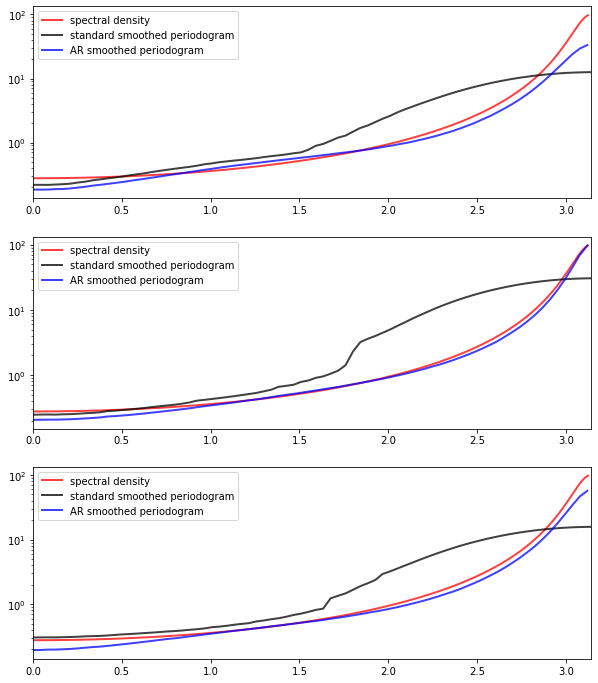 10²
10¹
10⁰
spectral density
standard smoothed periodogram
AR smoothed periodogram
0.0 0.5 1.0 1.5 2.0 2.5 3.0
10²
10¹
10⁰
spectral density
standard smoothed periodogram
AR smoothed periodogram
0.0 0.5 1.0 1.5 2.0 2.5 3.0
10²
10¹
10⁰
spectral density
standard smoothed periodogram
AR smoothed periodogram
0.0 0.5 1.0 1.5 2.0 2.5 3.0